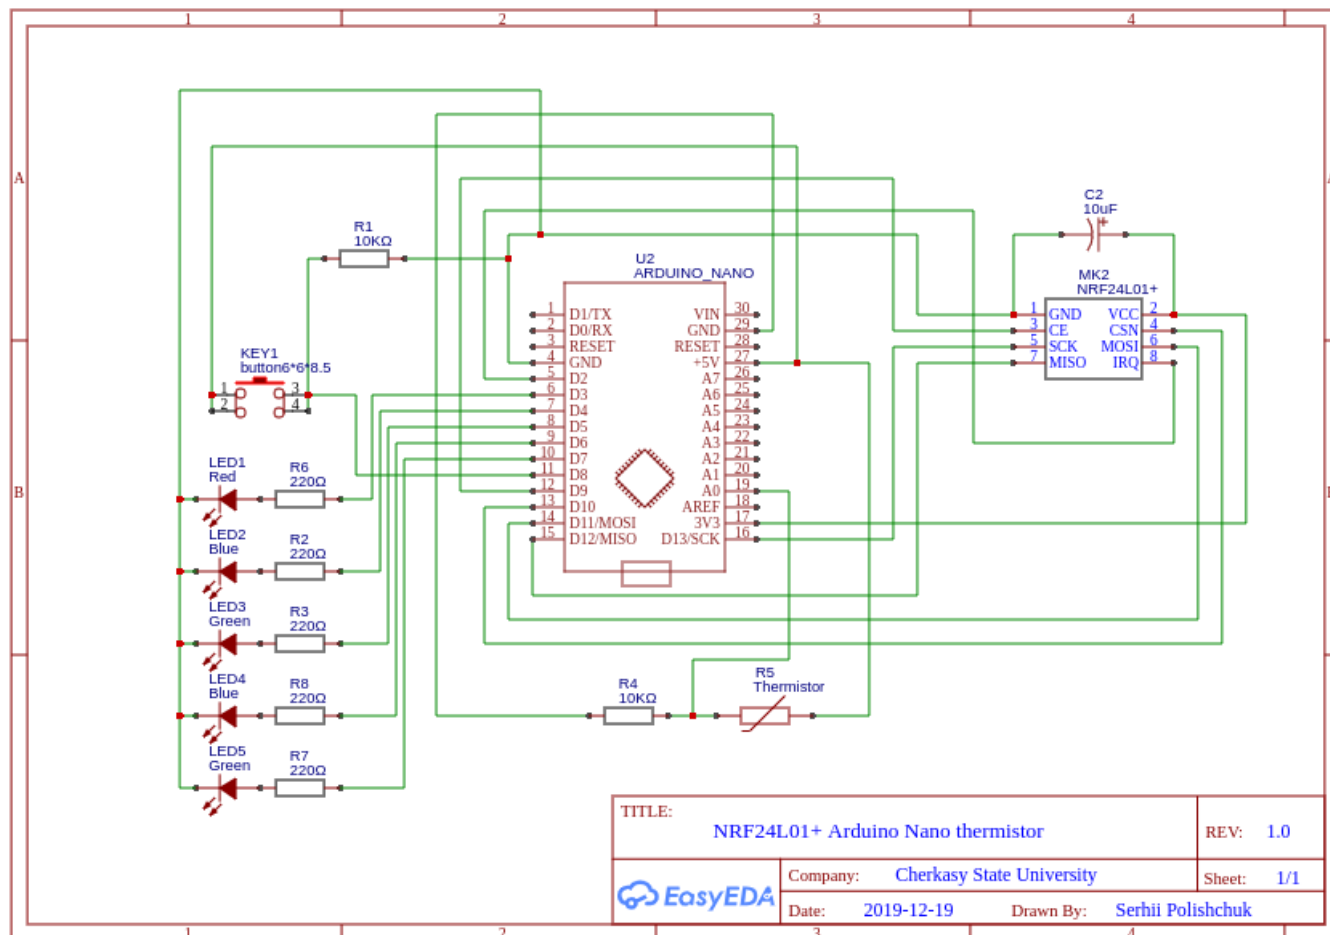 1 2 3 4
A
C2
10uF
R1
10KΩ
U2
ARDUINO_NANO
MK2
NRF24L01+
1 GND VCC 2
3 CE CSN 4
5 SCK MOSI 6
7 MISO IRQ 8
1 D1/TX VIN 30
2 D0/RX GND 29
3 RESET RESET 28
4 GND +5V 27
5 D2 A7 26
6 D3 A6 25
7 D4 A5 24
8 D5 A4 23
9 D6 A3 22
10 D7 A2 21
11 D8 A1 20
12 D9 A0 19
13 D10 AREF 18
14 D11/MOSI 3V3 17
15 D12/MISO D13/SCK 16
KEY1
button6*6*8.5
1 3
2 4
B
LED1
Red
R6
220Ω
LED2
Blue
R2
220Ω
LED3
Green
R3
220Ω
LED4
Blue
R8
220Ω
LED5
Green
R7
220Ω
R4
10KΩ
R5
Thermistor
TITLE:
NRF24L01+ Arduino Nano thermistor
REV: 1.0
EasyEDA
Company: Cherkasy State University
Sheet: 1/1
Date: 2019-12-19 Drawn By: Serhii Polishchuk
1 2 3 4